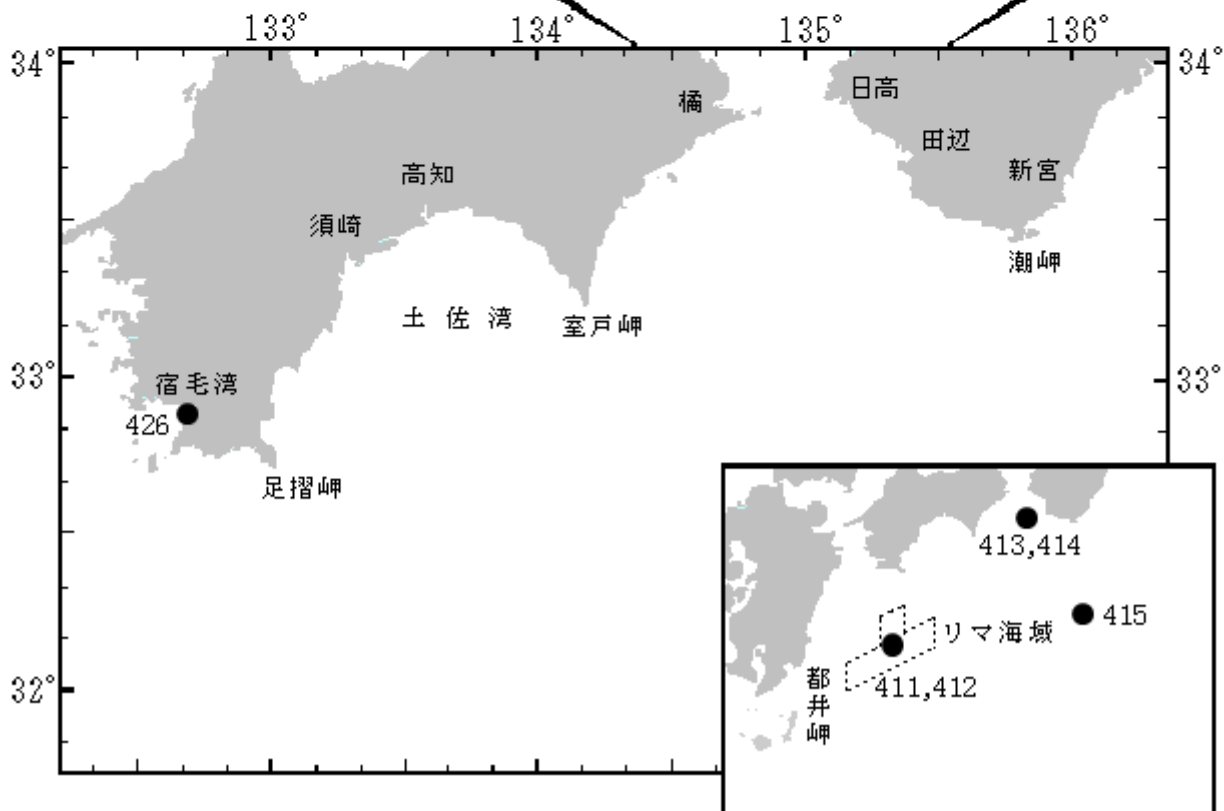 133° 134° 135° 136°
34° 34°
日高
橘
田辺
高知
新宮
須崎
潮岬
土佐湾
室戸岬
33° 33°
宿毛湾
426
足摺岬
413,414
415
リマ海域
都井岬
411,412
32°